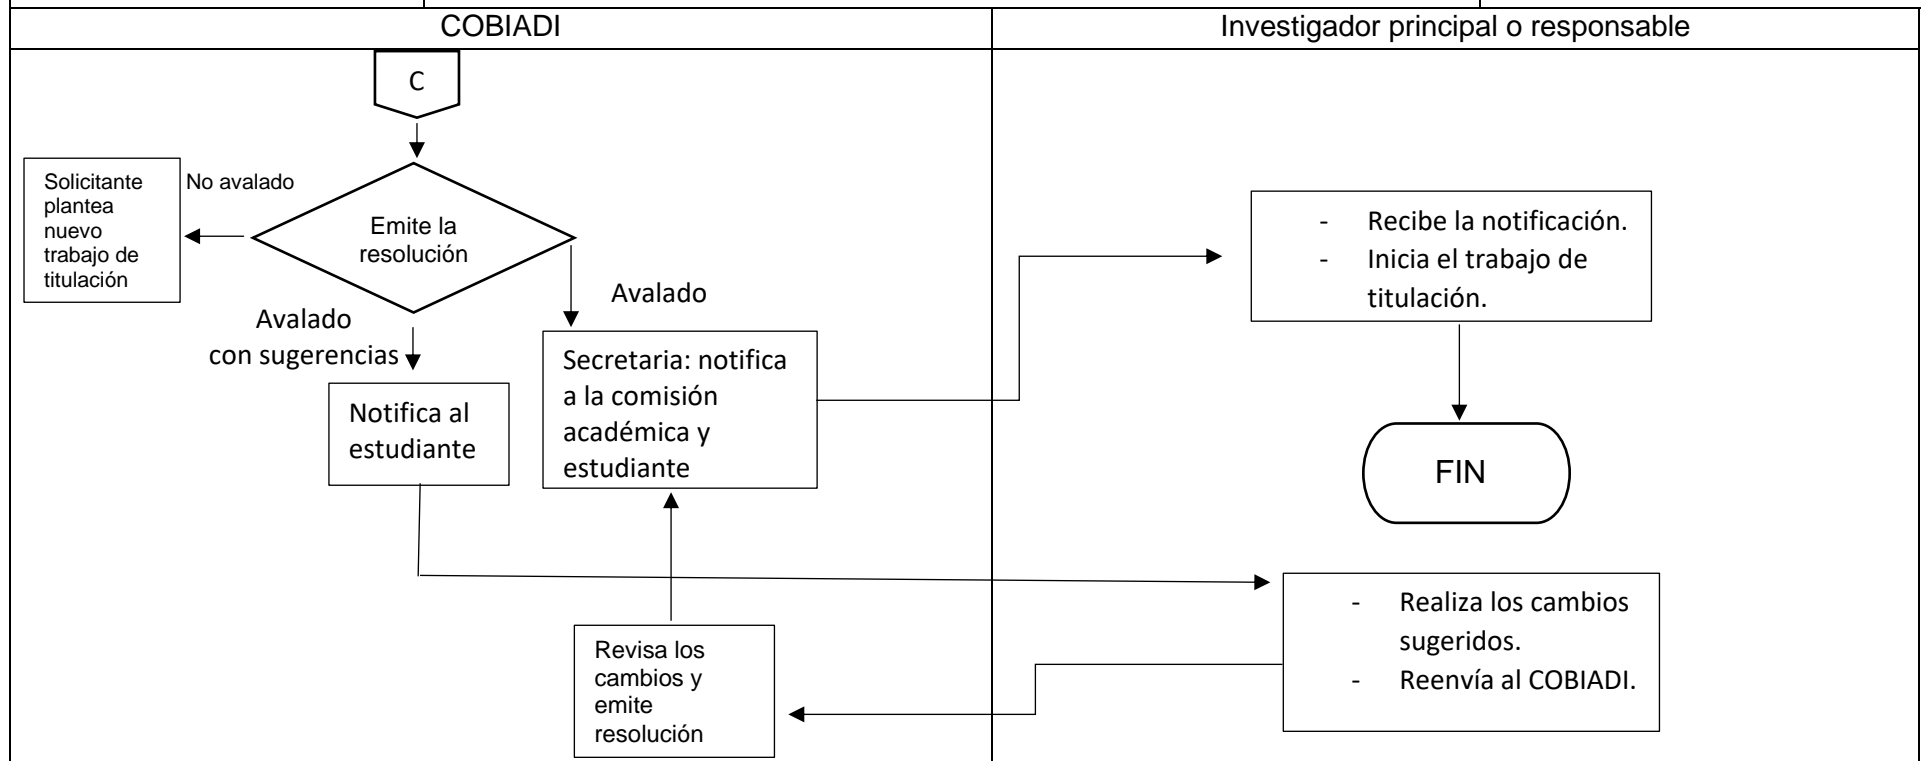 COBIADI
Investigador principal o responsable
C
Solicitante
plantea
nuevo
trabajo de
titulación
No avalado
Emite la
resolución
Avalado
Avalado
con sugerencias
Notifica al
estudiante
Secretaria: notifica
a la comisión
académica y
estudiante
- Recibe la notificación.
- Inicia el trabajo de
titulación.
FIN
- Realiza los cambios
sugeridos.
- Reenvía al COBIADI.
Revisa los
cambios y
emite
resolución